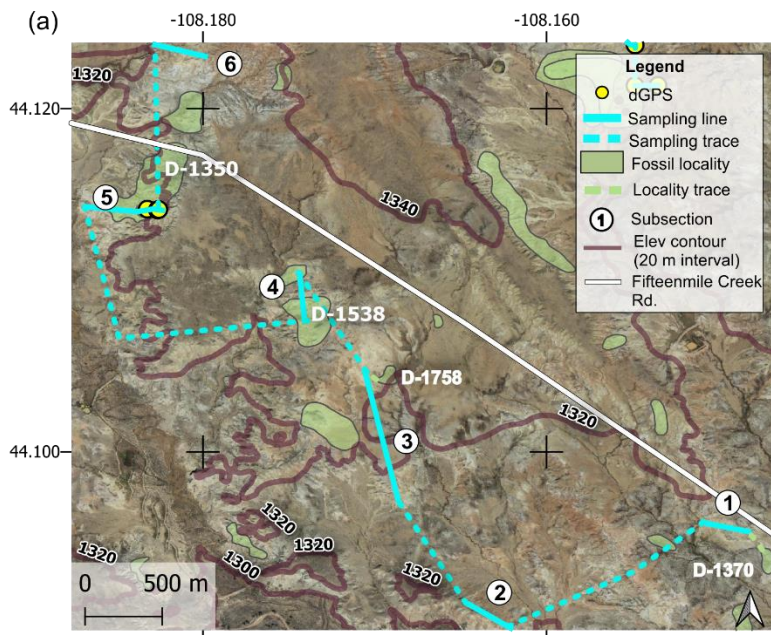 (a)
-108.180
-108.160
6
1320
44.120
D-1350
5
1340
4
D-1538
D-1758
1320
3
44.100
1
1320
1320
1320
1300
1320
1320
D-1370
2
0 500 m
Legend
dGPS
Sampling line
Sampling trace
Fossil locality
Locality trace
1 Subsection
Elev contour
(20 m interval)
Fifteenmile Creek
Rd.